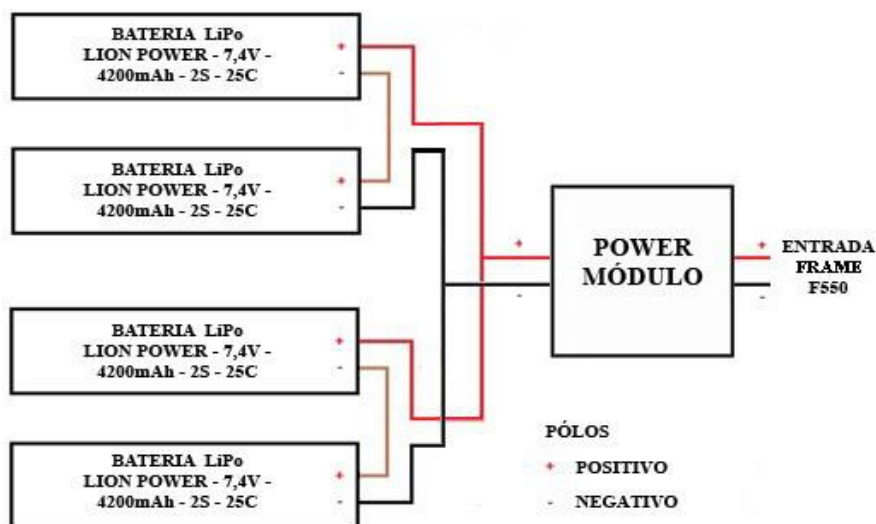 BATERIA LiPo
LION POWER - 7,4V -
4200mAh - 2S - 25C
+
-
BATERIA LiPo
LION POWER - 7,4V -
4200mAh - 2S - 25C
+
-
BATERIA LiPo
LION POWER - 7,4V -
4200mAh - 2S - 25C
+
-
BATERIA LiPo
LION POWER - 7,4V -
4200mAh - 2S - 25C
+
-
+
-
POWER
MÓDULO
+
-
ENTRADA
FRAME
F550
PÓLOS
+ POSITIVO
- NEGATIVO